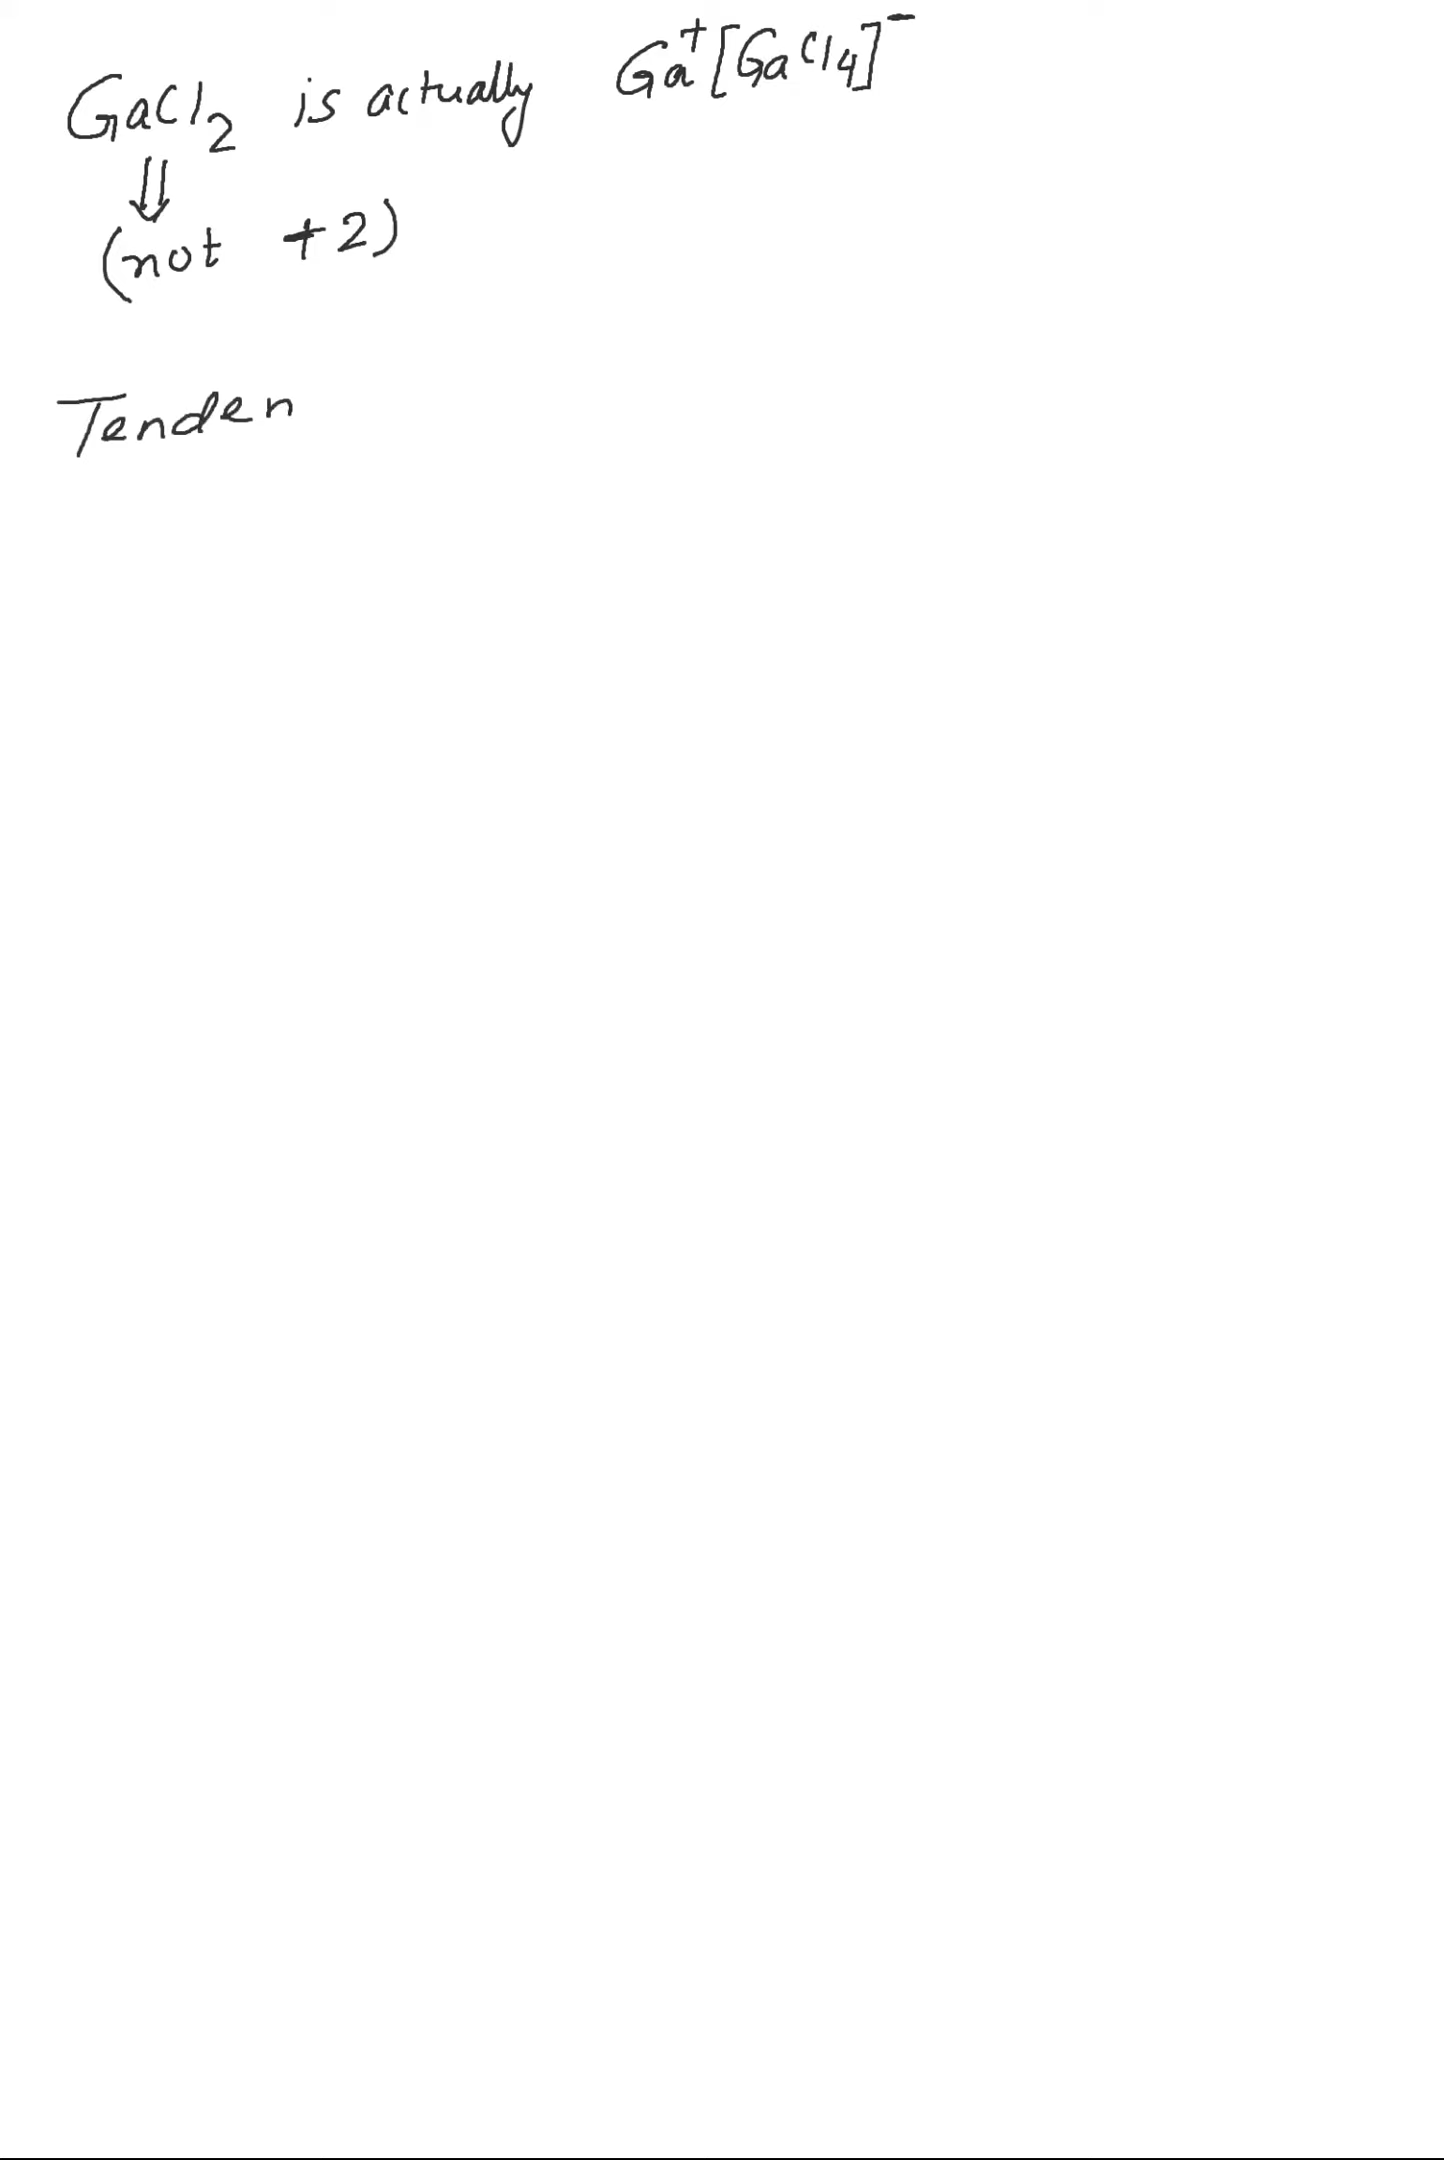 GaCl₂ is actually Ga⁺[GaCl₄]⁻
⇓
(not +2)
Tenden